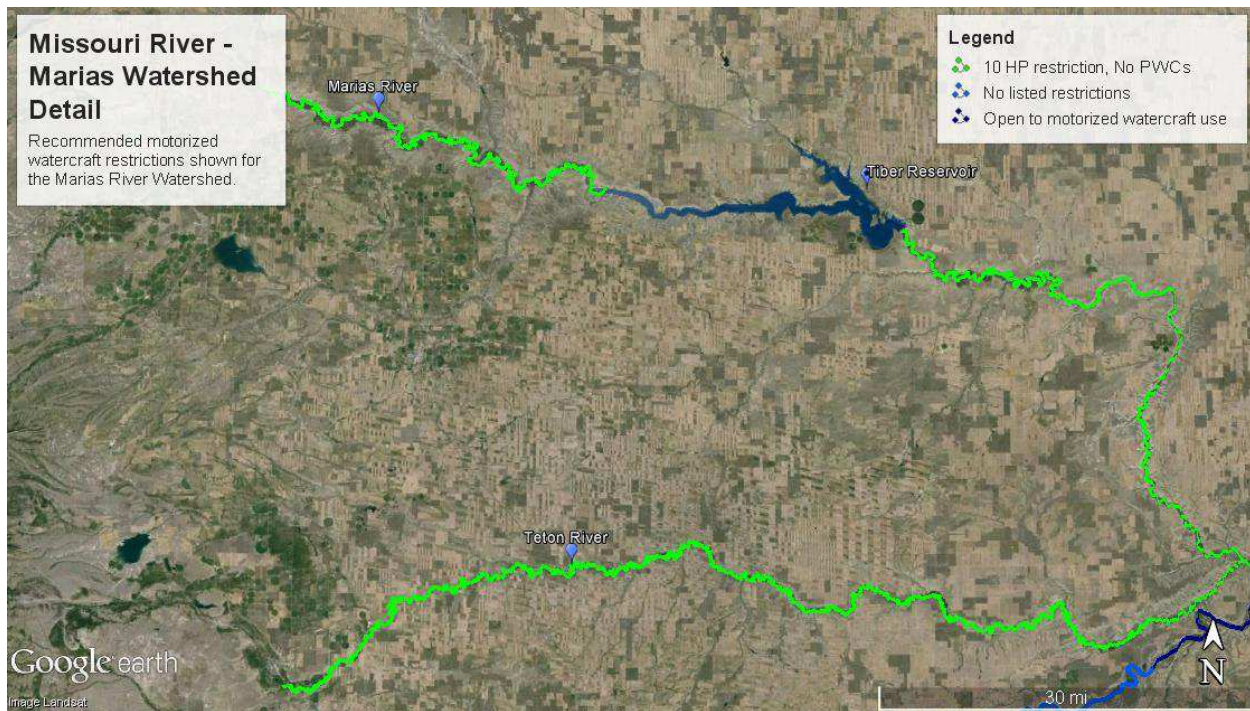 Missouri River -
Marias Watershed
Detail
Recommended motorized
watercraft restrictions shown for
the Marias River Watershed.
Legend
10 HP restriction, No PWCs
No listed restrictions
Open to motorized watercraft use
Marias River
Tiber Reservoir
Teton River
Google earth
Image Landsat
N
30 mi